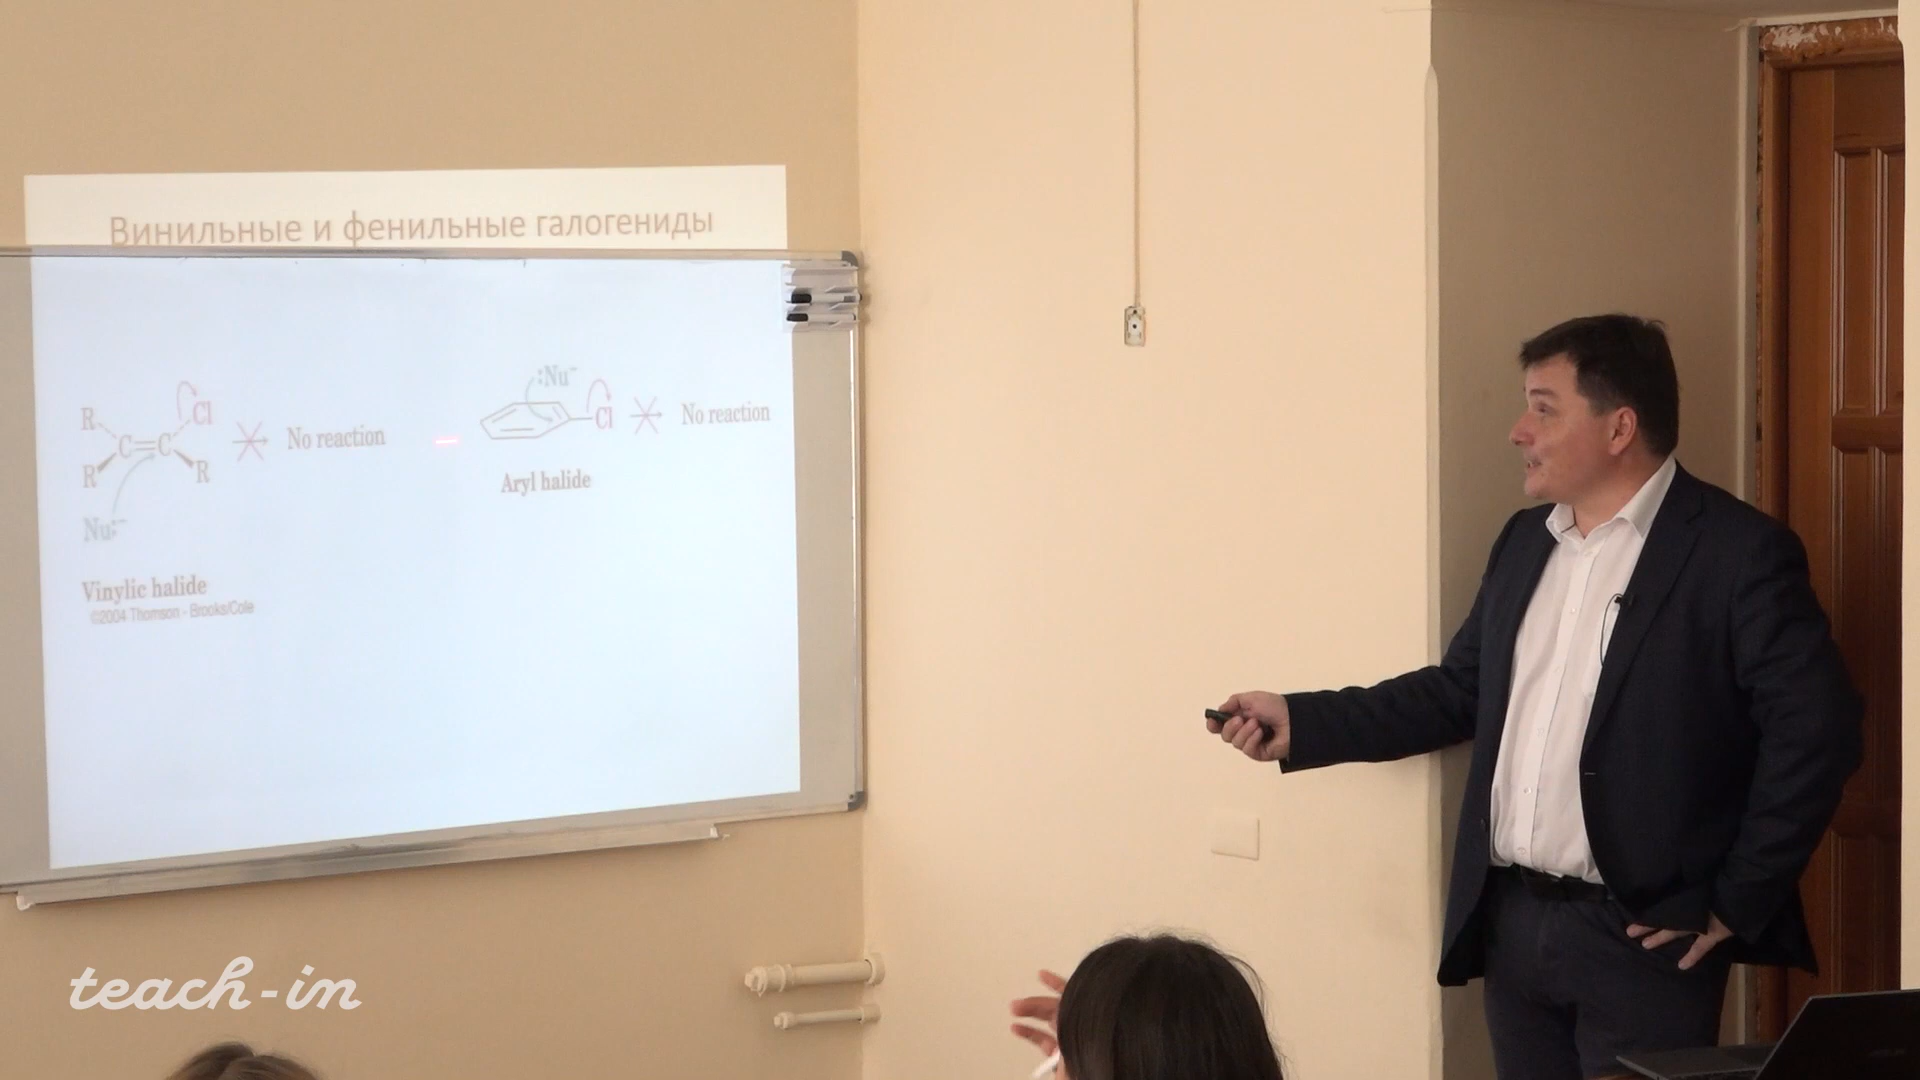 Винильные и фенильные галогениды
R
Cl
C=C
R
R
Nu:⁻
No reaction
Vinylic halide
©2004 Thomson - Brooks/Cole
:Nu⁻
Cl
No reaction
Aryl halide
teach-in